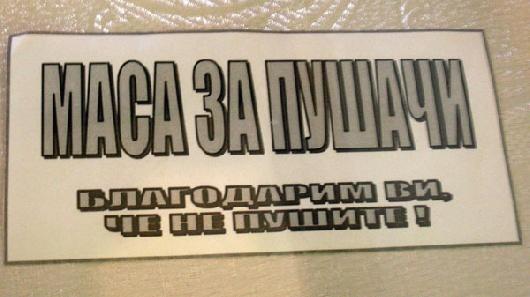 МАСА ЗА ПУШАЧИ
БЛАГОДАРИМ ВИ,
ЧЕ НЕ ПУШИТЕ!